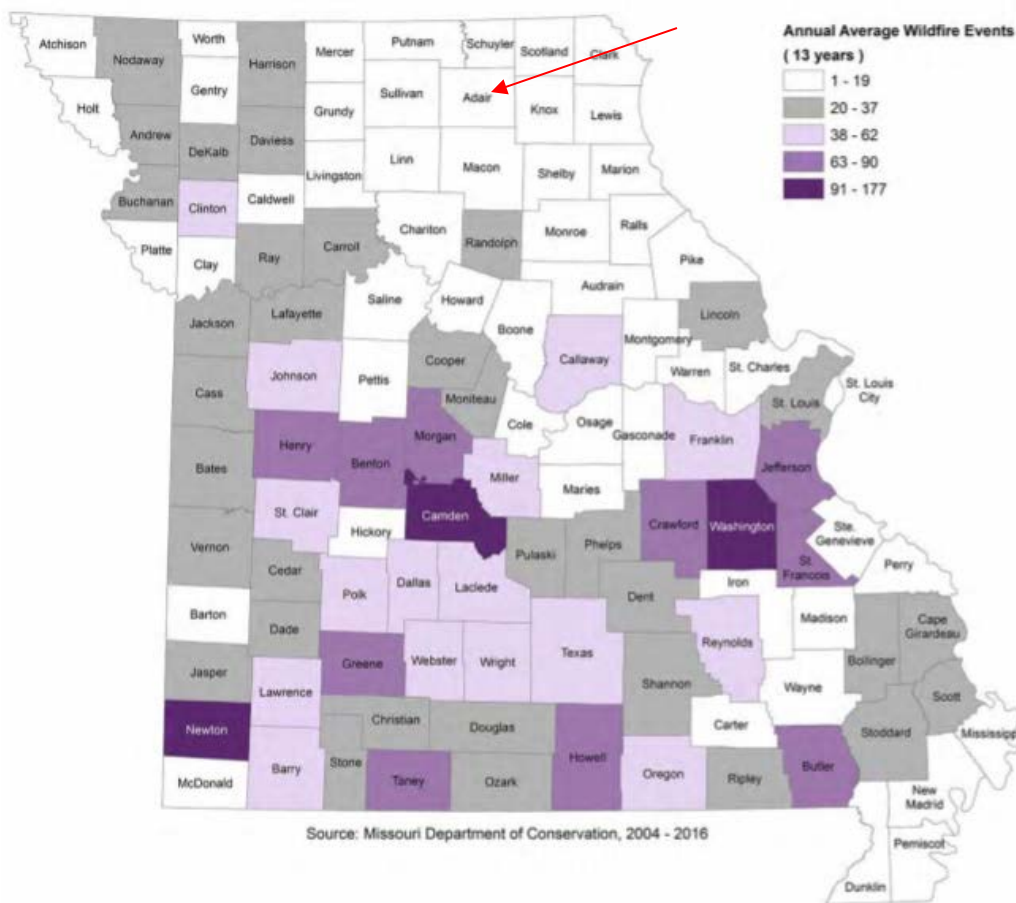 Annual Average Wildfire Events
( 13 years )
1 - 19
20 - 37
38 - 62
63 - 90
91 - 177
Atchison
Nodaway
Worth
Harrison
Mercer
Putnam
Schuyler
Scotland
Clark
Holt
Gentry
Grundy
Sullivan
Adair
Knox
Lewis
Andrew
DeKalb
Daviess
Livingston
Linn
Macon
Shelby
Marion
Buchanan
Clinton
Caldwell
Chariton
Randolph
Monroe
Ralls
Platte
Clay
Ray
Carroll
Pike
Audrain
Saline
Howard
Boone
Jackson
Lafayette
Lincoln
Montgomery
Callaway
Cooper
Warren
St. Charles
Johnson
Pettis
Cass
Moniteau
St. Louis
City
St. Louis
Cole
Osage
Gasconade
Franklin
Henry
Benton
Morgan
Miller
Jefferson
Bates
Maries
St. Clair
Camden
Crawford
Washington
Ste.
Genevieve
Hickory
Vernon
Pulaski
Phelps
St.
Francois
Perry
Cedar
Polk
Dallas
Laclede
Dent
Iron
Barton
Madison
Cape
Girardeau
Dade
Reynolds
Bollinger
Jasper
Greene
Webster
Wright
Texas
Shannon
Wayne
Scott
Lawrence
Newton
Christian
Douglas
Carter
Stoddard
Mississippi
McDonald
Barry
Stone
Taney
Ozark
Howell
Oregon
Ripley
Butler
New
Madrid
Pemiscot
Dunklin
Source: Missouri Department of Conservation, 2004 - 2016